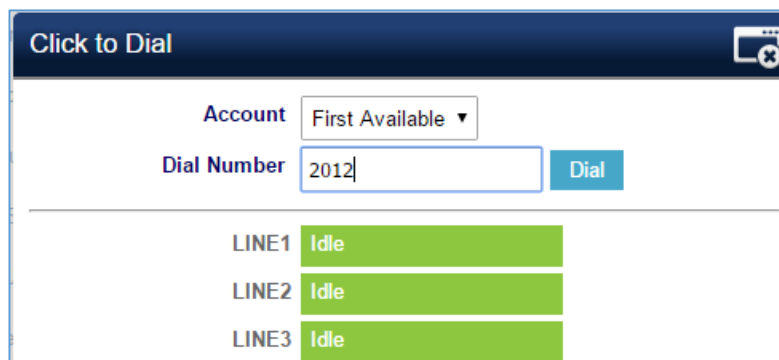 Click to Dial
Account First Available
Dial Number 2012 Dial
LINE1 Idle
LINE2 Idle
LINE3 Idle